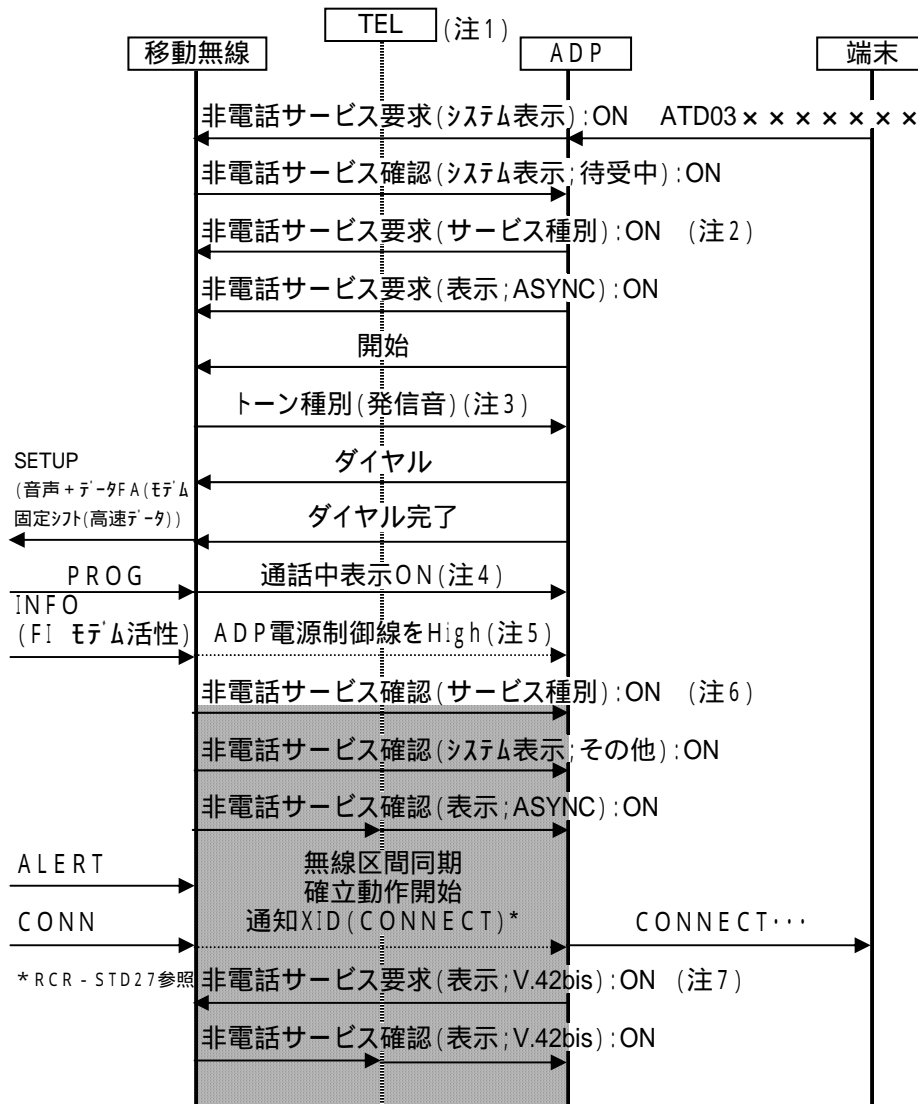 TEL (注1)
移動無線 ADP 端末
非電話サービス要求(ｼｽﾃﾑ表示):ON ATD03×××××××
非電話サービス確認(ｼｽﾃﾑ表示;待受中):ON
非電話サービス要求(サービス種別):ON (注2)
非電話サービス要求(表示;ASYNC):ON
開始
トーン種別(発信音)(注3)
SETUP
(音声+ﾃﾞｰﾀFA(ﾓﾃﾞﾑ
固定ｼﾌﾄ(高速ﾃﾞｰﾀ))
ダイヤル
ダイヤル完了
PROG 通話中表示ON(注4)
INFO
(FI ﾓﾃﾞﾑ活性) ADP電源制御線をHigh(注5)
非電話サービス確認(サービス種別):ON (注6)
非電話サービス確認(ｼｽﾃﾑ表示;その他):ON
非電話サービス確認(表示;ASYNC):ON
ALERT
無線区間同期
確立動作開始
CONN 通知XID(CONNECT)* CONNECT···
*RCR-STD27参照 非電話サービス要求(表示;V.42bis):ON (注7)
非電話サービス確認(表示;V.42bis):ON